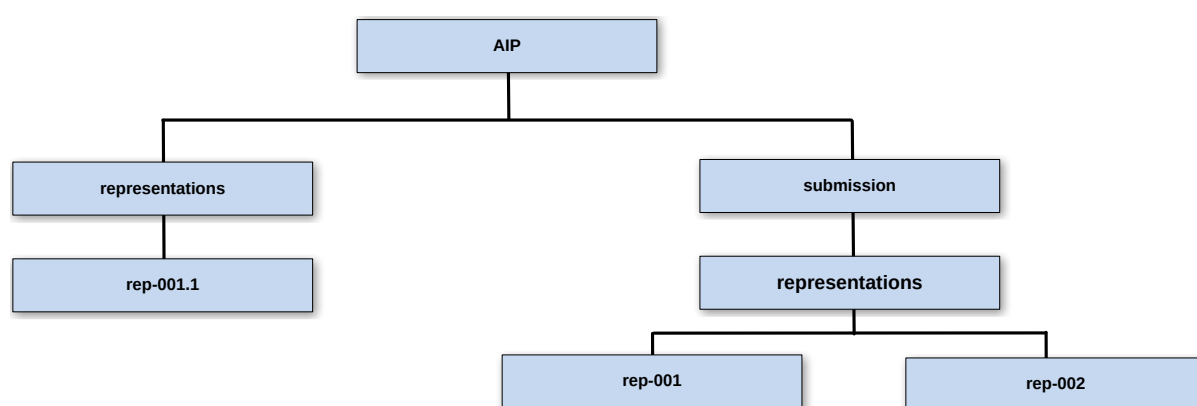 AIP
representations
submission
rep-001.1
representations
rep-001
rep-002